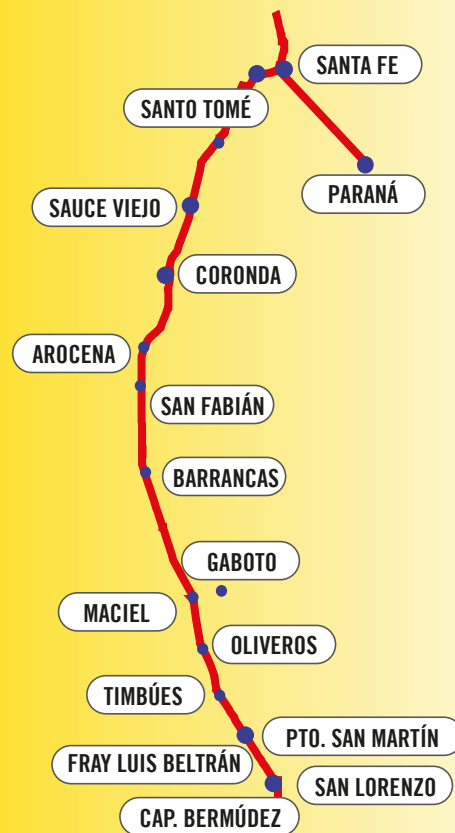 SANTA FE
SANTO TOMÉ
PARANÁ
SAUCE VIEJO
CORONDA
AROCENA
SAN FABIÁN
BARRANCAS
GABOTO
MACIEL
OLIVEROS
TIMBÚES
PTO. SAN MARTÍN
FRAY LUIS BELTRÁN
SAN LORENZO
CAP. BERMÚDEZ